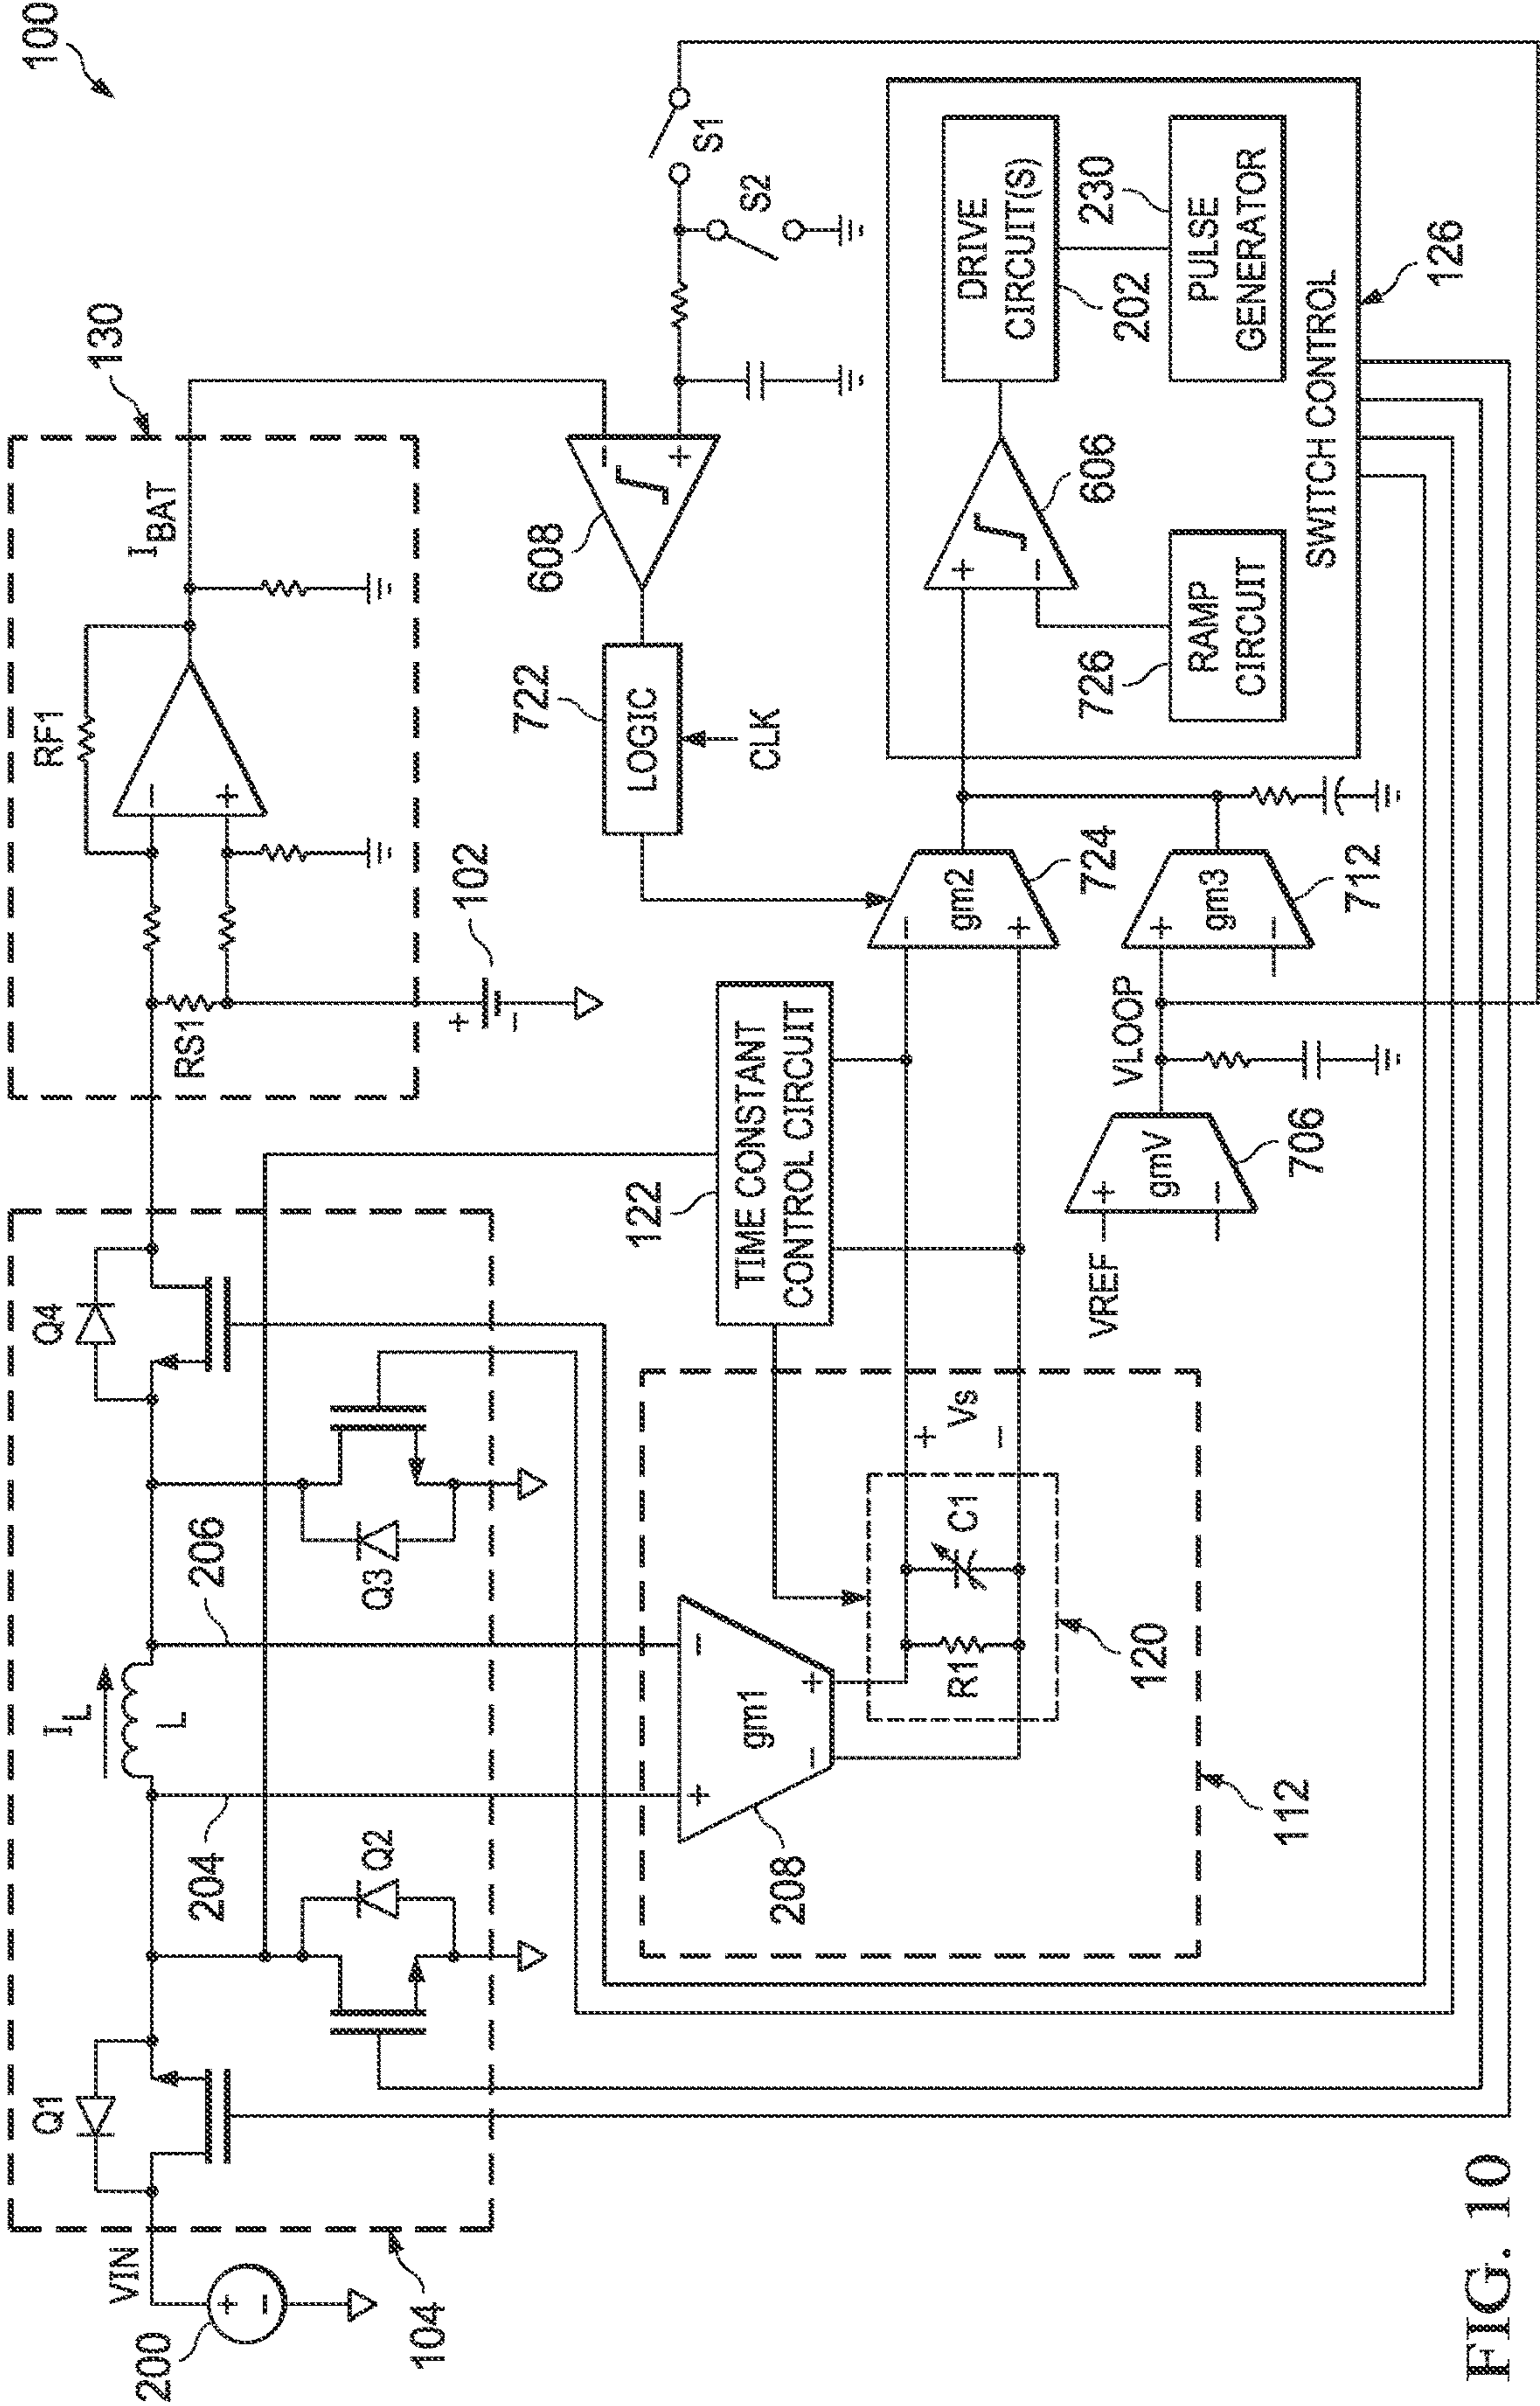 100
VIN
200
104
Q1
204
Q2
I_L
L
206
Q3
Q4
130
RS1
RF1
I_BAT
102
+
−
608
−
+
722
LOGIC
CLK
S1
S2
122
TIME CONSTANT
CONTROL CIRCUIT
208
gm1
+
−
+
−
R1
C1
120
112
+
Vs
−
−
gm2
+
724
VREF
+
gmV
−
706
VLOOP
+
gm3
−
712
+
−
606
726
RAMP
CIRCUIT
DRIVE
CIRCUIT(S)
202
230
PULSE
GENERATOR
SWITCH CONTROL
126
FIG. 10